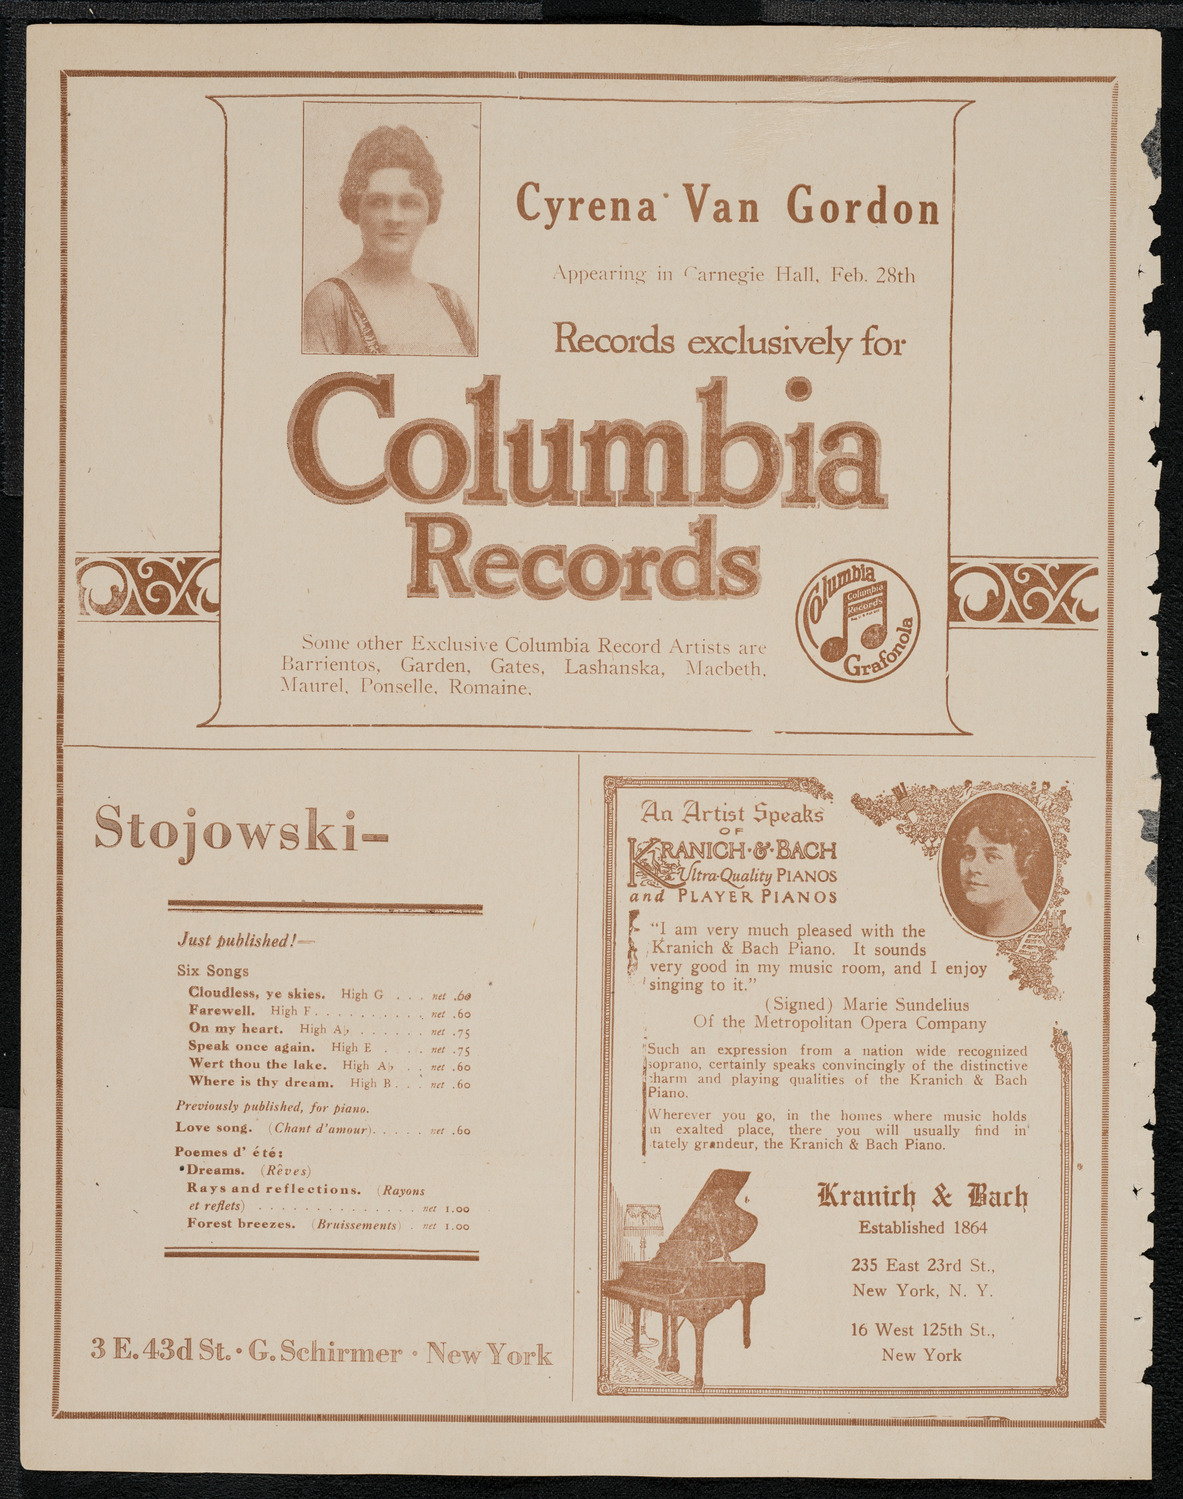 Cyrena Van Gordon
Appearing in Carnegie Hall, Feb. 28th
Records exclusively for
Columbia
Records
Columbia
Columbia
Records
Grafonola
Some other Exclusive Columbia Record Artists are
Barrientos, Garden, Gates, Lashanska, Macbeth,
Maurel, Ponselle, Romaine.
Stojowski-
Just published!—
Six Songs
Cloudless, ye skies. High G . . . net .60
Farewell. High F. . . . . . . . . . . net .60
On my heart. High A♭ . . . . . . net .75
Speak once again. High E . . . . net .75
Wert thou the lake. High A♭ . . net .60
Where is thy dream. High B . . . net .60
Previously published, for piano.
Love song. (Chant d'amour). . . . . . net .60
Poemes d' été:
•Dreams. (Rêves)
Rays and reflections. (Rayons
et reflets) . . . . . . . . . . . . . . . net 1.00
Forest breezes. (Bruissements) . net 1.00
3 E. 43d St. • G. Schirmer • New York
An Artist Speaks
OF
KRANICH·&·BACH
Ultra-Quality PIANOS
and PLAYER PIANOS
"I am very much pleased with the
Kranich & Bach Piano. It sounds
very good in my music room, and I enjoy
singing to it."
(Signed) Marie Sundelius
Of the Metropolitan Opera Company
Such an expression from a nation wide recognized
soprano, certainly speaks convincingly of the distinctive
charm and playing qualities of the Kranich & Bach
Piano.
Wherever you go, in the homes where music holds
an exalted place, there you will usually find in
stately grandeur, the Kranich & Bach Piano.
Kranich & Bach
Established 1864
235 East 23rd St.,
New York, N. Y.
16 West 125th St.,
New York